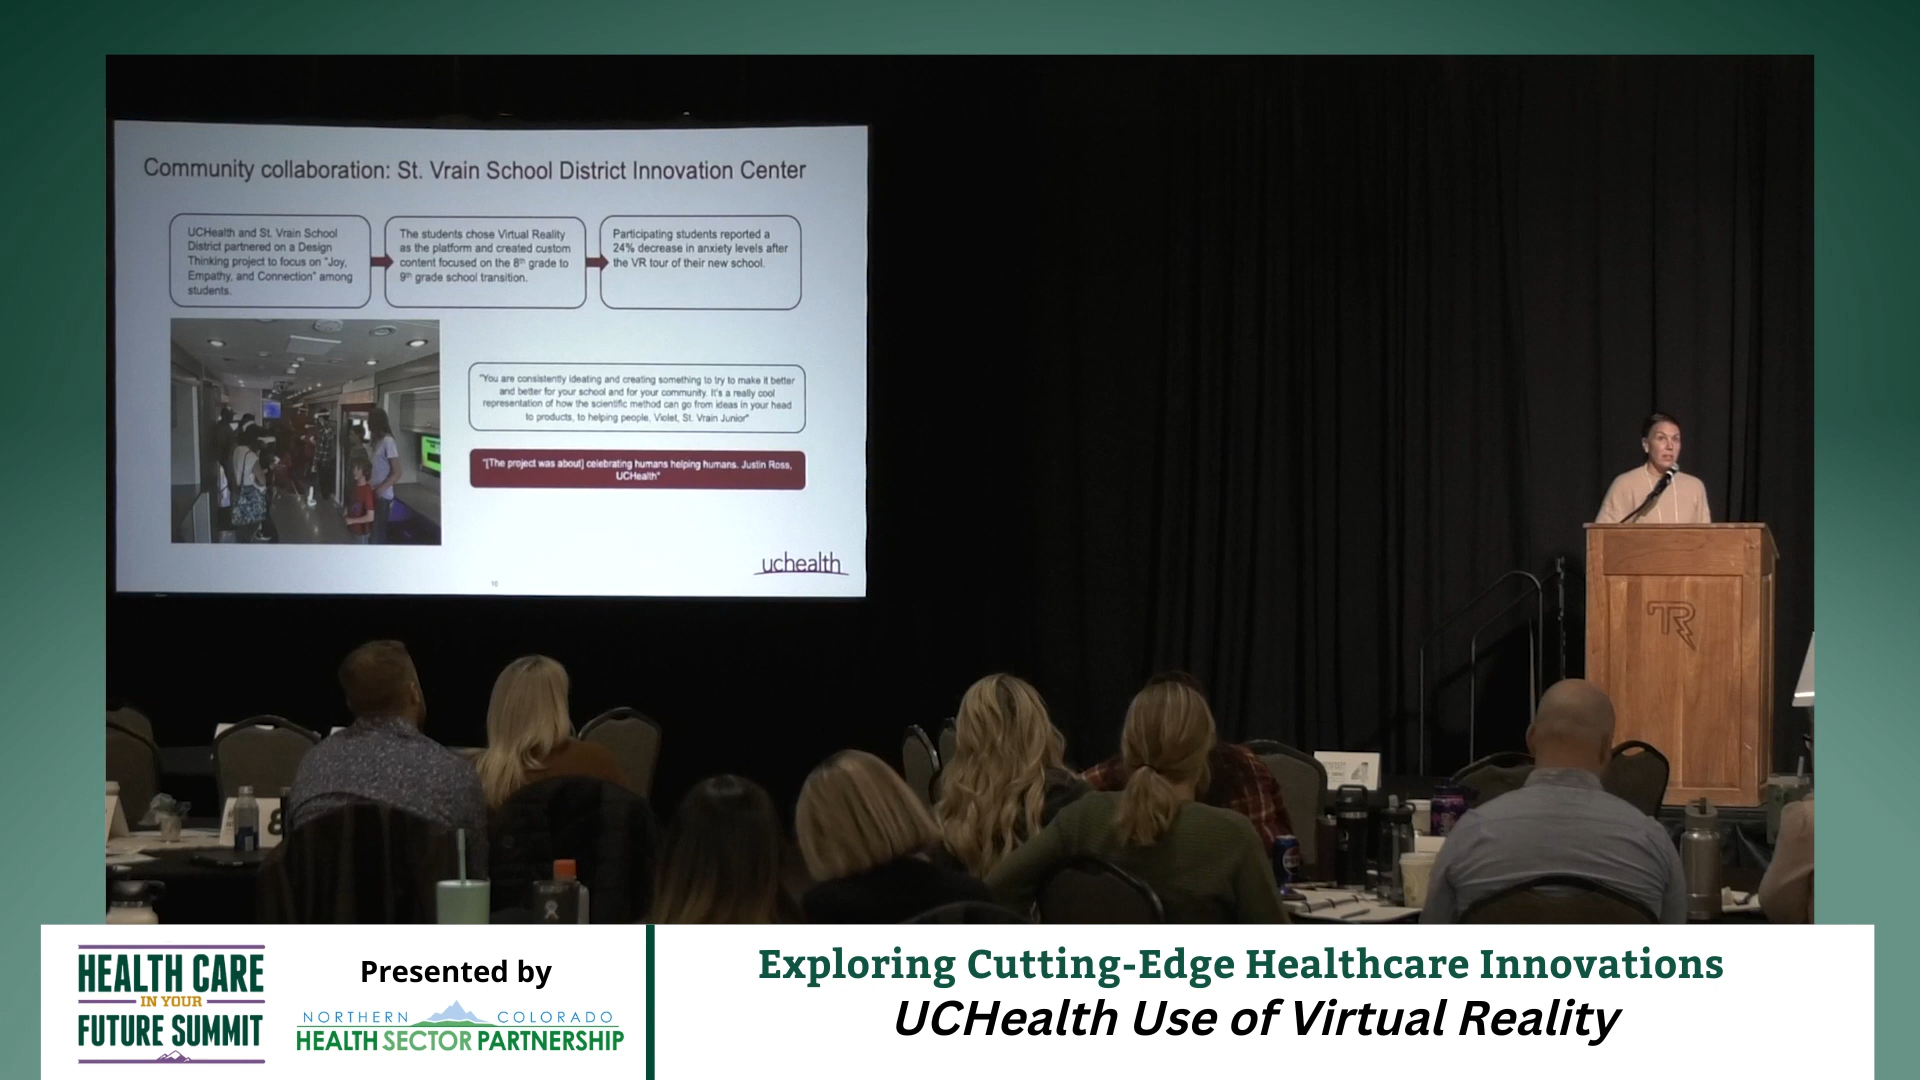 Community collaboration: St. Vrain School District Innovation Center
UCHealth and St. Vrain School
District partnered on a Design
Thinking project to focus on "Joy,
Empathy, and Connection" among
students.
The students chose Virtual Reality
as the platform and created custom
content focused on the 8th grade to
9th grade school transition.
Participating students reported a
24% decrease in anxiety levels after
the VR tour of their new school.
"You are consistently ideating and creating something to try to make it better
and better for your school and for your community. It's a really cool
representation of how the scientific method can go from ideas in your head
to products, to helping people, Violet, St. Vrain Junior"
"[The project was about] celebrating humans helping humans. Justin Ross,
UCHealth"
uchealth
10
TR
8
4
HEALTH CARE
IN YOUR
FUTURE SUMMIT
Presented by
NORTHERN COLORADO
HEALTH SECTOR PARTNERSHIP
Exploring Cutting-Edge Healthcare Innovations
UCHealth Use of Virtual Reality